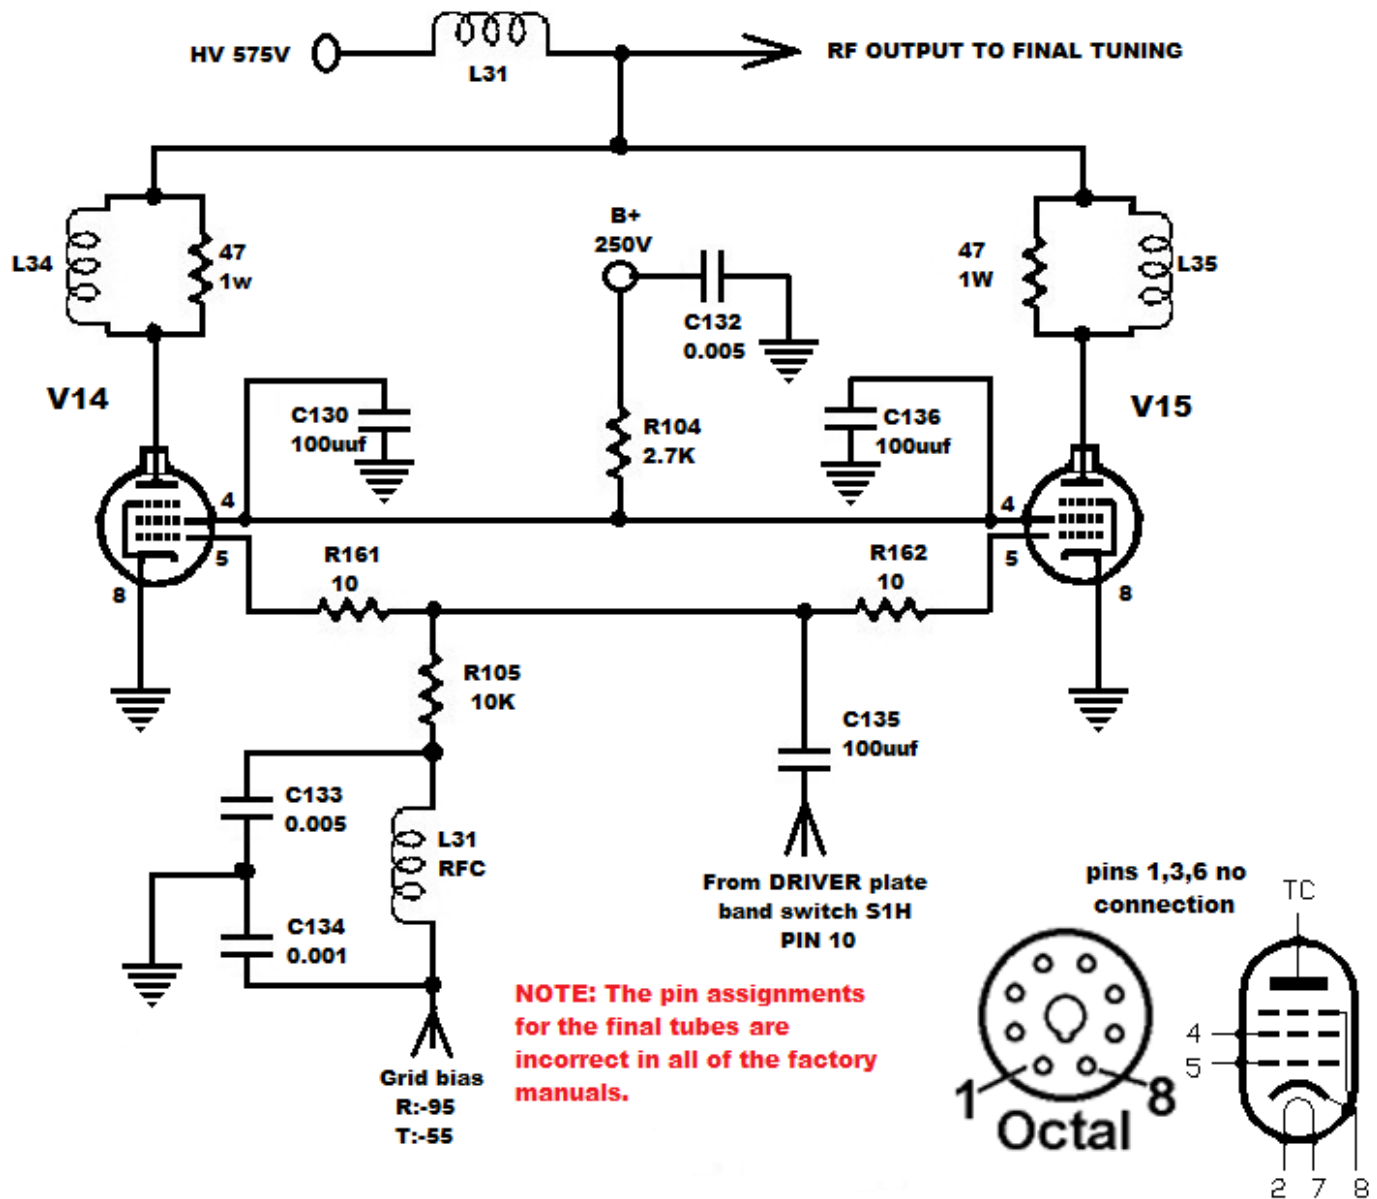 HV 575V
L31
RF OUTPUT TO FINAL TUNING
L34
47
1w
B+
250V
C132
0.005
47
1W
L35
V14
C130
100uuf
R104
2.7K
C136
100uuf
V15
4
5
8
R161
10
R162
10
4
5
8
R105
10K
C135
100uuf
C133
0.005
L31
RFC
C134
0.001
From DRIVER plate
band switch S1H
PIN 10
Grid bias
R:-95
T:-55
NOTE: The pin assignments
for the final tubes are
incorrect in all of the factory
manuals.
pins 1,3,6 no
connection
1
8
Octal
TC
4
5
2
7
8